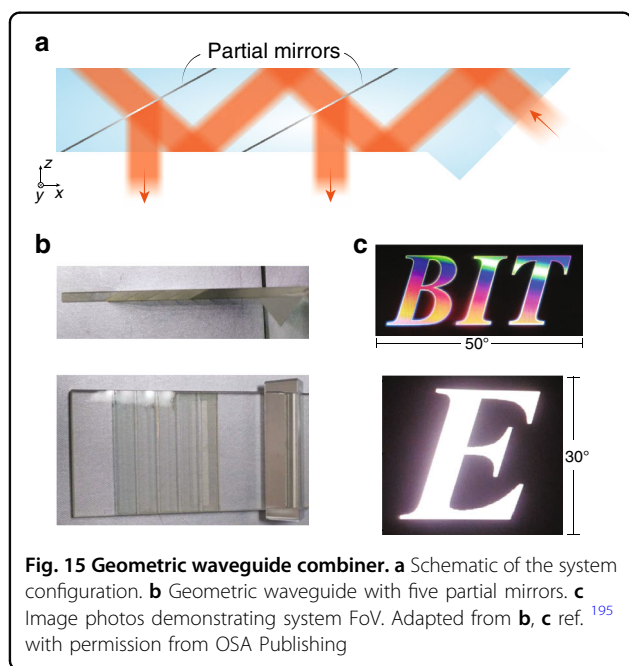 a
Partial mirrors
z
y x
b
c
BIT
50°
E
30°
Fig. 15 Geometric waveguide combiner. a Schematic of the system
configuration. b Geometric waveguide with five partial mirrors. c
Image photos demonstrating system FoV. Adapted from b, c ref. 195
with permission from OSA Publishing